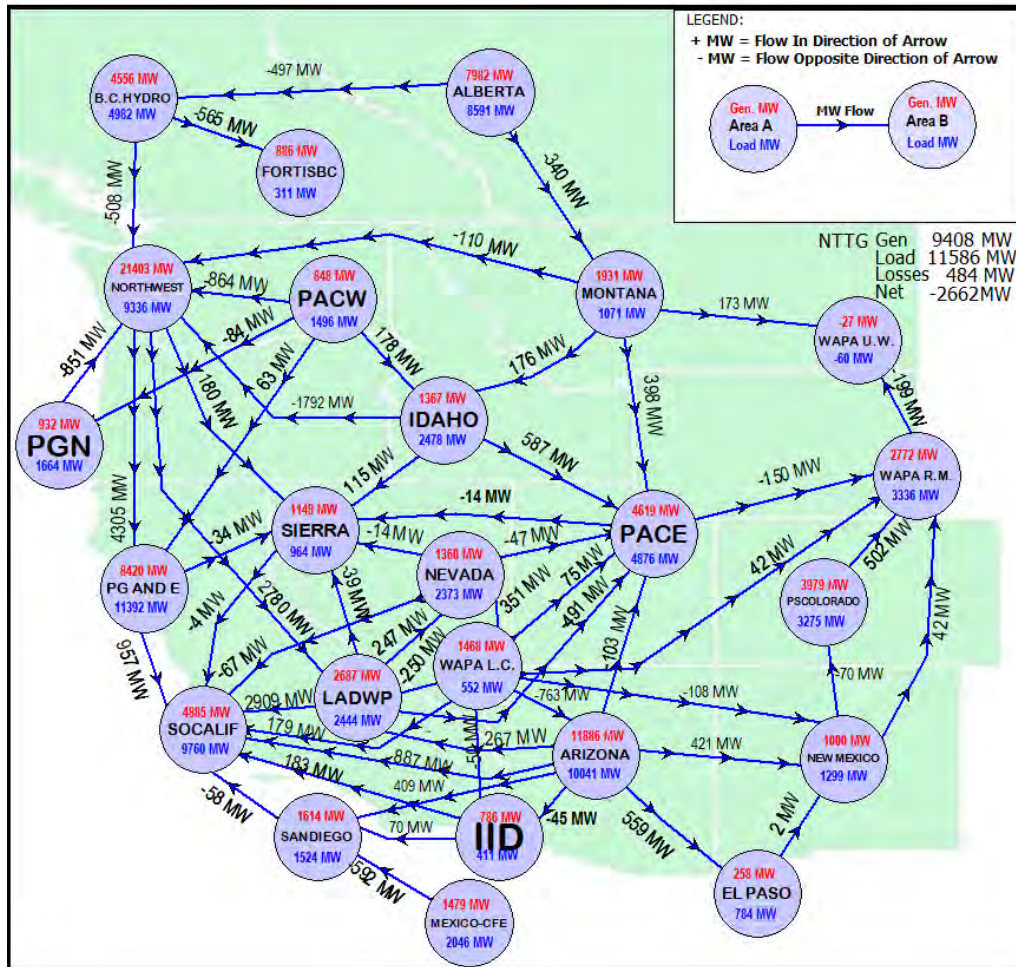 LEGEND:
+ MW = Flow In Direction of Arrow
- MW = Flow Opposite Direction of Arrow
Gen. MW
Area A
Load MW
MW Flow
Gen. MW
Area B
Load MW
NTTG Gen 9408 MW
Load 11586 MW
Losses 484 MW
Net -2662MW
4556 MW
B.C.HYDRO
4982 MW
-497 MW
7982 MW
ALBERTA
8591 MW
-565 MW
886 MW
FORTISBC
311 MW
-508 MW
-340 MW
-110 MW
21403 MW
NORTHWEST
9336 MW
-864 MW
848 MW
PACW
1496 MW
1931 MW
MONTANA
1071 MW
173 MW
-27 MW
WAPA U.W.
-60 MW
-851 MW
-84 MW
180 MW
63 MW
178 MW
176 MW
398 MW
-199 MW
932 MW
PGN
1664 MW
-1792 MW
1367 MW
IDAHO
2478 MW
587 MW
115 MW
2772 MW
WAPA R.M.
3336 MW
-150 MW
4305 MW
-34 MW
1149 MW
SIERRA
964 MW
-14 MW
-14 MW
-47 MW
4619 MW
PACE
4876 MW
42 MW
502 MW
8420 MW
PG AND E
11392 MW
1360 MW
NEVADA
2373 MW
351 MW
75 MW
-491 MW
3979 MW
PSCOLORADO
3275 MW
-4 MW
2780 MW
-39 MW
247 MW
-250 MW
-67 MW
957 MW
1468 MW
WAPA L.C.
552 MW
-103 MW
-70 MW
42 MW
4885 MW
SOCALIF
9760 MW
2909 MW
2687 MW
LADWP
2444 MW
-763 MW
-108 MW
179 MW
-887 MW
267 MW
11886 MW
ARIZONA
10041 MW
421 MW
1000 MW
NEW MEXICO
1299 MW
183 MW
409 MW
-58 MW
1614 MW
SANDIEGO
1524 MW
70 MW
786 MW
IID
411 MW
-45 MW
559 MW
2 MW
258 MW
EL PASO
784 MW
-592 MW
1479 MW
MEXICO-CFE
2046 MW